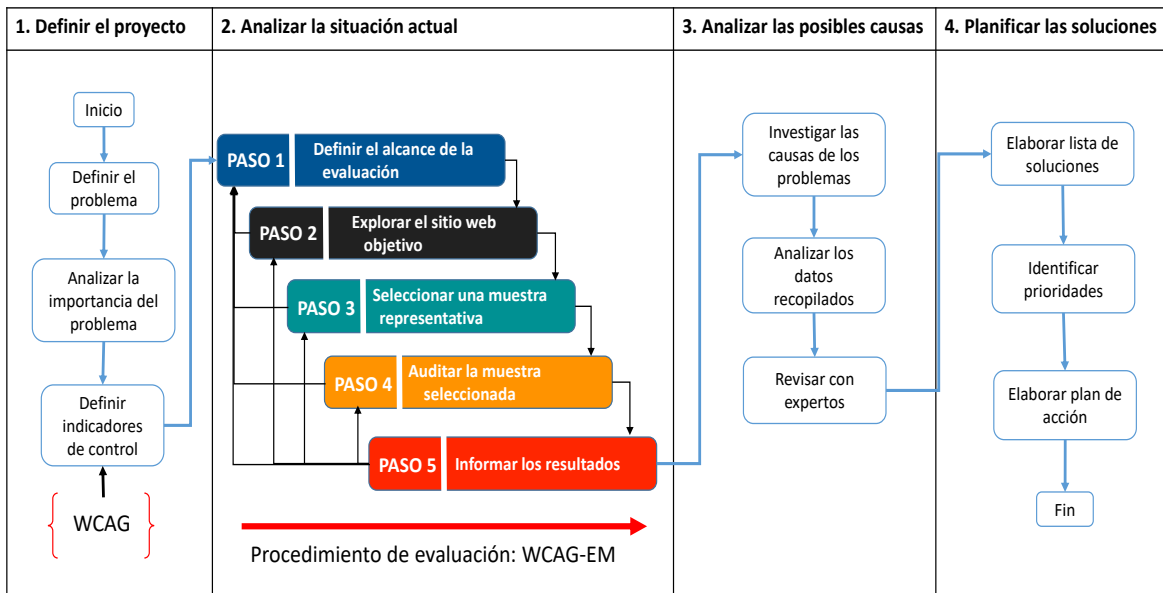 1. Definir el proyecto
2. Analizar la situación actual
3. Analizar las posibles causas
4. Planificar las soluciones
Inicio
Definir el
problema
Analizar la
importancia del
problema
Definir
indicadores
de control
WCAG
PASO 1
Definir el alcance de la
evaluación
PASO 2
Explorar el sitio web
objetivo
PASO 3
Seleccionar una muestra
representativa
PASO 4
Auditar la muestra
seleccionada
PASO 5
Informar los resultados
Procedimiento de evaluación: WCAG-EM
Investigar las
causas de los
problemas
Analizar los
datos
recopilados
Revisar con
expertos
Elaborar lista de
soluciones
Identificar
prioridades
Elaborar plan de
acción
Fin